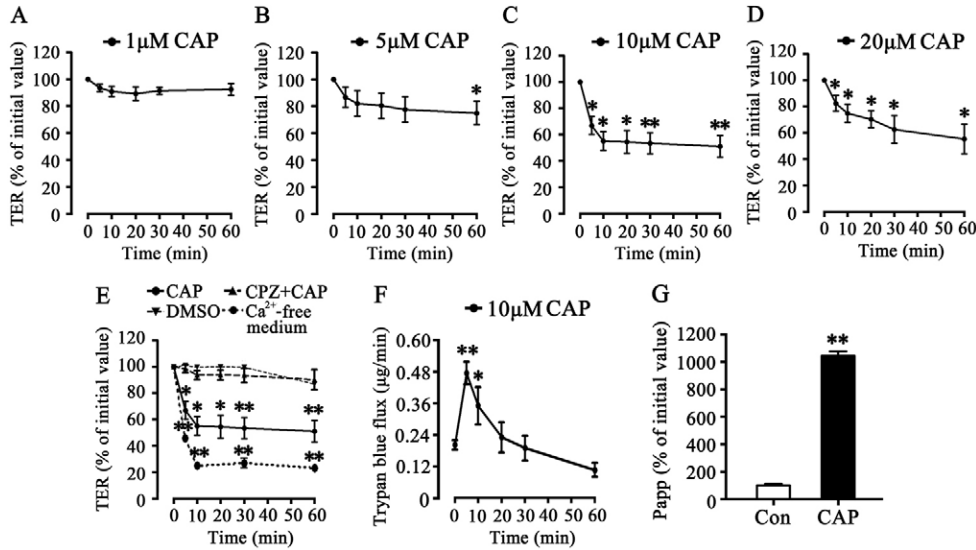 A
1µM CAP
TER (% of initial value)
120
100
80
60
40
20
0
0 10 20 30 40 50 60
Time (min)
B
5µM CAP
*
TER (% of initial value)
120
100
80
60
40
20
0
0 10 20 30 40 50 60
Time (min)
C
10µM CAP
* * * ** **
TER (% of initial value)
120
100
80
60
40
20
0
0 10 20 30 40 50 60
Time (min)
D
20µM CAP
* * * * *
TER (% of initial value)
120
100
80
60
40
20
0
0 10 20 30 40 50 60
Time (min)
E
CAP CPZ+CAP
DMSO Ca²⁺-free
medium
* * * ** **
** ** ** **
TER (% of initial value)
120
100
80
60
40
20
0
0 10 20 30 40 50 60
Time (min)
F
10µM CAP
** *
Trypan blue flux (µg/min)
0.60
0.48
0.36
0.24
0.12
0
0 10 20 30 40 50 60
Time (min)
G
**
Papp (% of initial value)
1200
1000
800
600
400
200
0
Con CAP